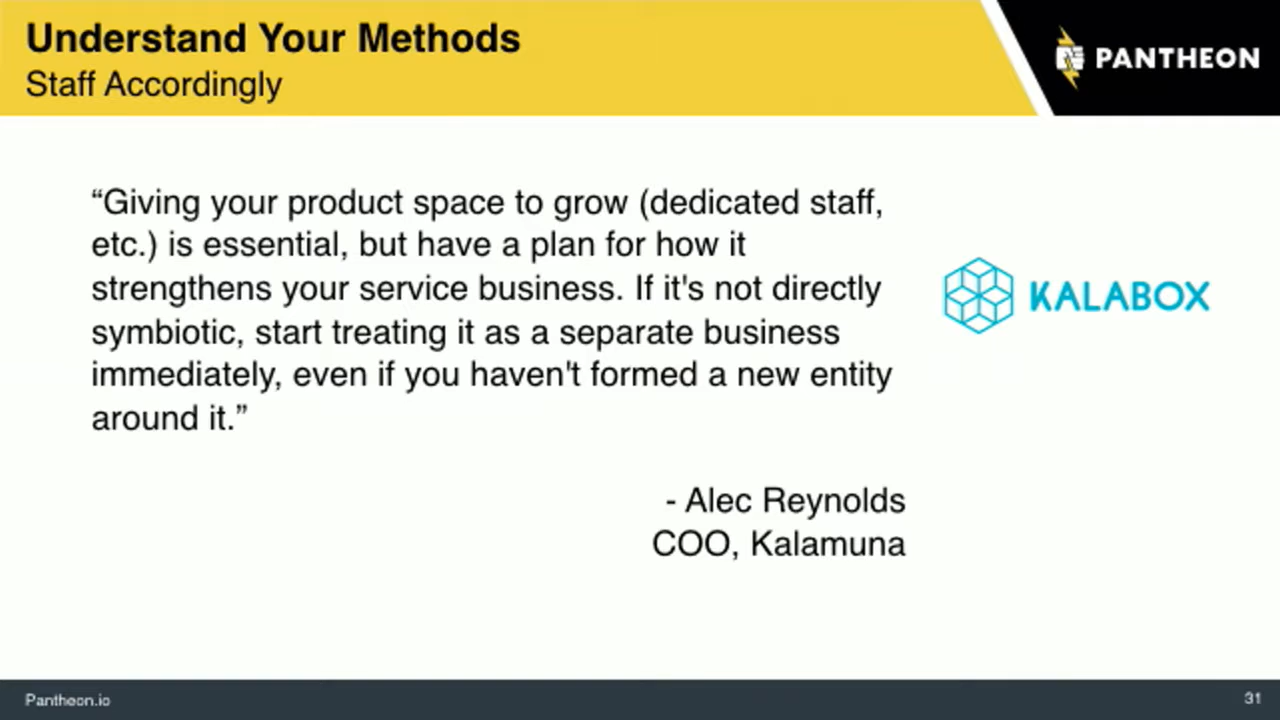 Understand Your Methods
Staff Accordingly
PANTHEON
“Giving your product space to grow (dedicated staff,
etc.) is essential, but have a plan for how it
strengthens your service business. If it's not directly
symbiotic, start treating it as a separate business
immediately, even if you haven't formed a new entity
around it.”
KALABOX
- Alec Reynolds
COO, Kalamuna
Pantheon.io
31